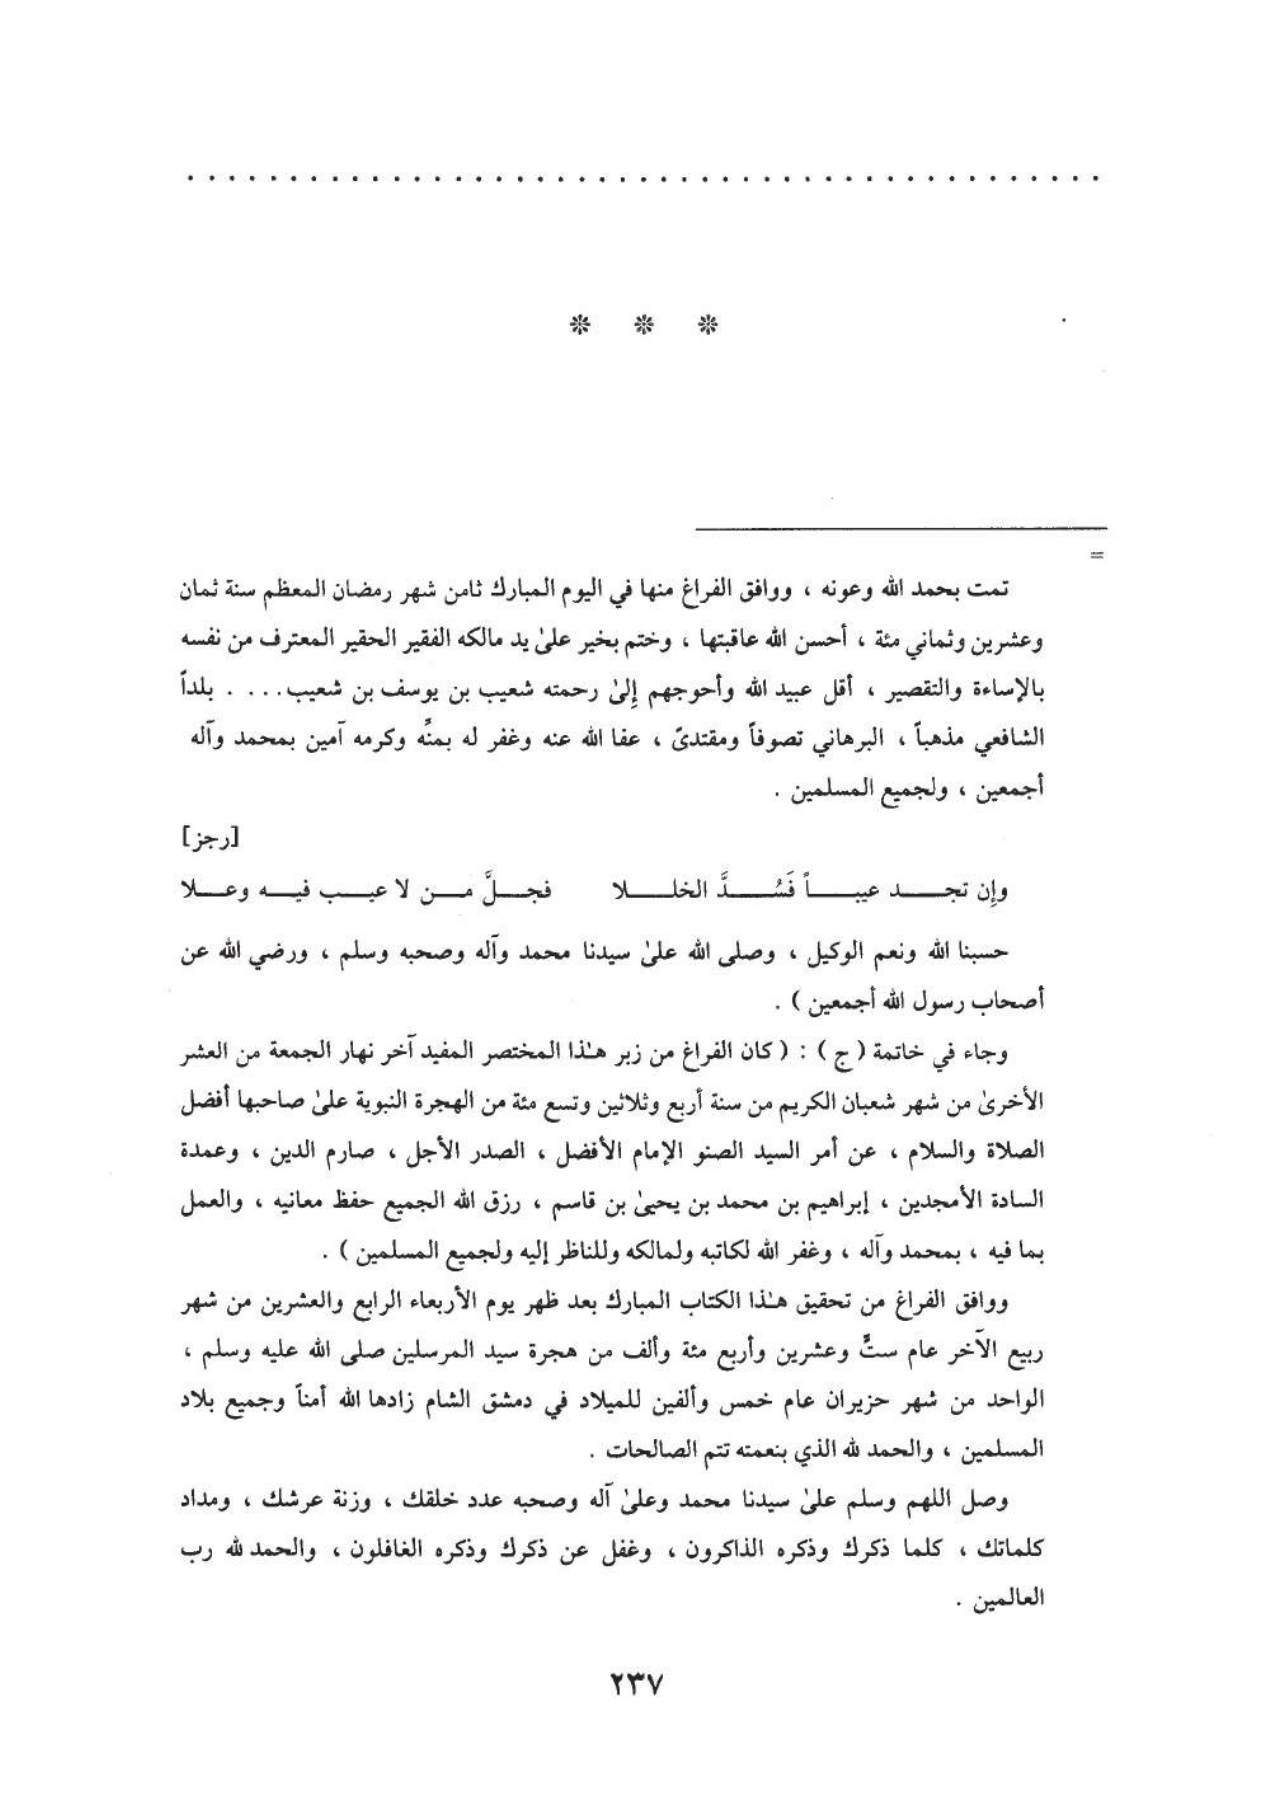 . . . . . . . . . . . . . . . . . . . . . . . . . . . . . . . . . . . . . . . . . . . . .
* * *
=
تمت بحمد الله وعونه ، ووافق الفراغ منها في اليوم المبارك ثامن شهر رمضان المعظم سنة ثمان
وعشرين وثماني مئة ، أحسن الله عاقبتها ، وختم بخير علىٰ يد مالكه الفقير الحقير المعترف من نفسه
بالإساءة والتقصير ، أقل عبيد الله وأحوجهم إلىٰ رحمته شعيب بن يوسف بن شعيب. . . . بلداً
الشافعي مذهباً ، البرهاني تصوفاً ومقتدىً ، عفا الله عنه وغفر له بمنِّه وكرمه آمين بمحمد وآله
أجمعين ، ولجميع المسلمين .
[رجز]
وإن تجـــد عيبـــاً فَسُـــدَّ الخلـــلا فجـــلَّ مـــن لا عيـــب فيـــه وعـــلا
حسبنا الله ونعم الوكيل ، وصلى الله علىٰ سيدنا محمد وآله وصحبه وسلم ، ورضي الله عن
أصحاب رسول الله أجمعين ) .
وجاء في خاتمة ( ج ) : ( كان الفراغ من زبر هـٰذا المختصر المفيد آخر نهار الجمعة من العشر
الأخرىٰ من شهر شعبان الكريم من سنة أربع وثلاثين وتسع مئة من الهجرة النبوية علىٰ صاحبها أفضل
الصلاة والسلام ، عن أمر السيد الصنو الإمام الأفضل ، الصدر الأجل ، صارم الدين ، وعمدة
السادة الأمجدين ، إبراهيم بن محمد بن يحيىٰ بن قاسم ، رزق الله الجميع حفظ معانيه ، والعمل
بما فيه ، بمحمد وآله ، وغفر الله لكاتبه ولمالكه وللناظر إليه ولجميع المسلمين ) .
ووافق الفراغ من تحقيق هـٰذا الكتاب المبارك بعد ظهر يوم الأربعاء الرابع والعشرين من شهر
ربيع الآخر عام ستٍّ وعشرين وأربع مئة وألف من هجرة سيد المرسلين صلى الله عليه وسلم ،
الواحد من شهر حزيران عام خمس وألفين للميلاد في دمشق الشام زادها الله أمناً وجميع بلاد
المسلمين ، والحمد لله الذي بنعمته تتم الصالحات .
وصل اللهم وسلم علىٰ سيدنا محمد وعلىٰ آله وصحبه عدد خلقك ، وزنة عرشك ، ومداد
كلماتك ، كلما ذكرك وذكره الذاكرون ، وغفل عن ذكرك وذكره الغافلون ، والحمد لله رب
العالمين .
٢٣٧